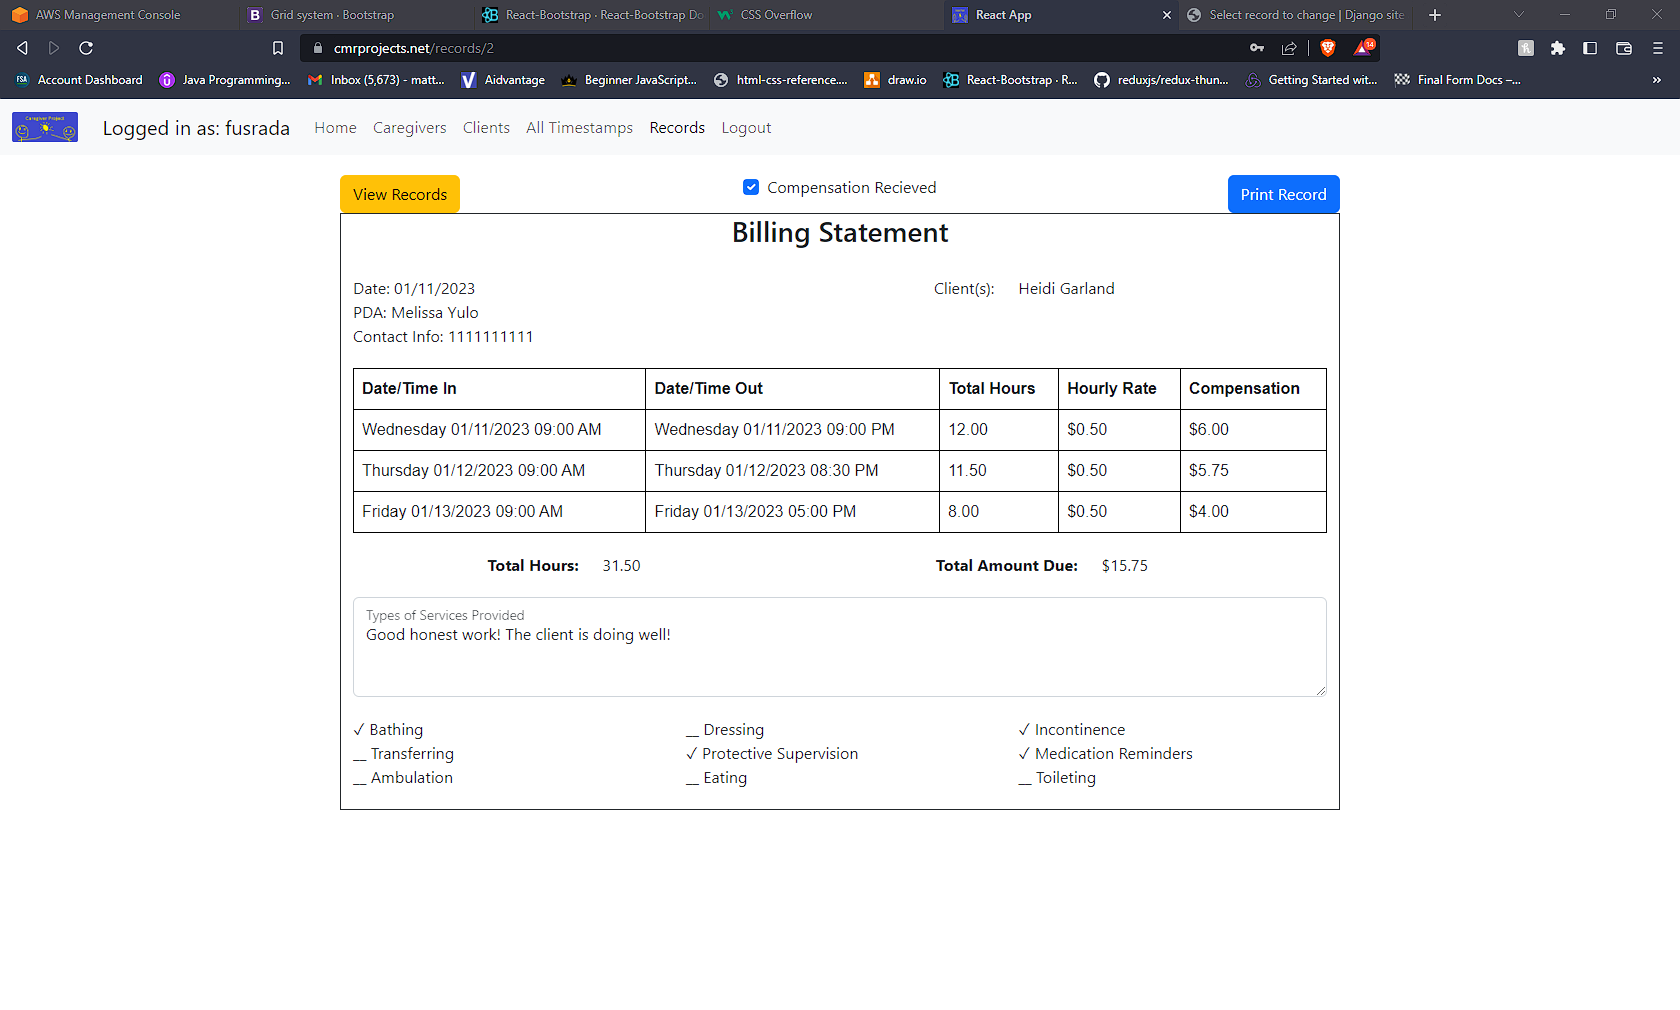 AWS Management Console
Grid system · Bootstrap
React-Bootstrap · React-Bootstrap Do
CSS Overflow
React App
Select record to change | Django site
cmrprojects.net/records/2
14
FSA Account Dashboard
Java Programming...
Inbox (5,673) - matt...
Aidvantage
Beginner JavaScript...
html-css-reference....
draw.io
React-Bootstrap · R...
reduxjs/redux-thun...
Getting Started wit...
Final Form Docs –...
»
Caregiver Project
Logged in as: fusrada
Home
Caregivers
Clients
All Timestamps
Records
Logout
View Records
Compensation Recieved
Print Record
Billing Statement
Date: 01/11/2023
Client(s): Heidi Garland
PDA: Melissa Yulo
Contact Info: 1111111111
Date/Time In Date/Time Out Total Hours Hourly Rate Compensation
Wednesday 01/11/2023 09:00 AM Wednesday 01/11/2023 09:00 PM 12.00 $0.50 $6.00
Thursday 01/12/2023 09:00 AM Thursday 01/12/2023 08:30 PM 11.50 $0.50 $5.75
Friday 01/13/2023 09:00 AM Friday 01/13/2023 05:00 PM 8.00 $0.50 $4.00
Total Hours: 31.50 Total Amount Due: $15.75
Types of Services Provided
Good honest work! The client is doing well!
✓ Bathing __ Dressing ✓ Incontinence
__ Transferring ✓ Protective Supervision ✓ Medication Reminders
__ Ambulation __ Eating __ Toileting